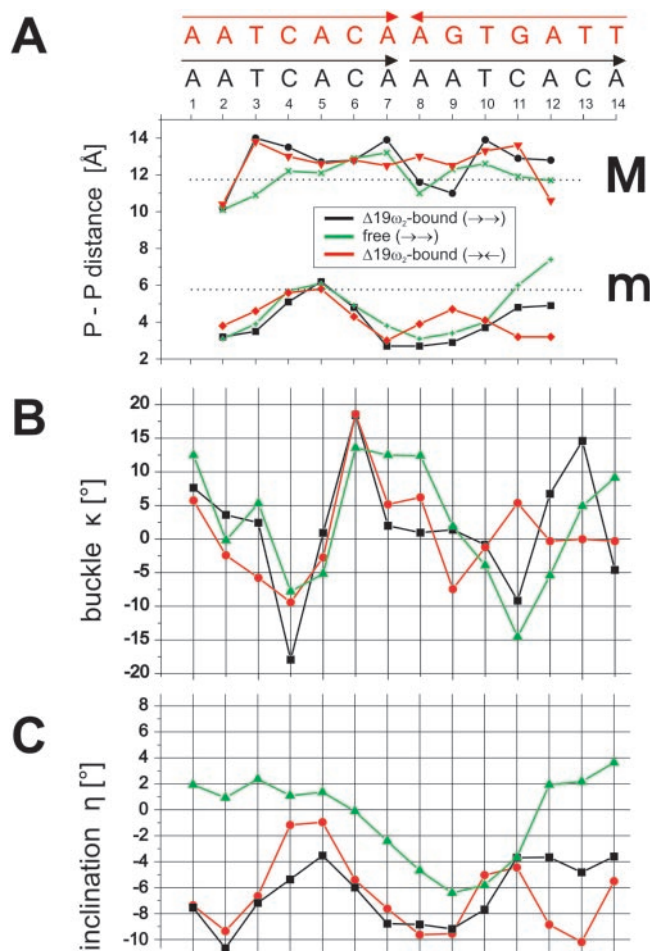 A
A A T C A C A A G T G A T T
A A T C A C A A A T C A C A
1 2 3 4 5 6 7 8 9 10 11 12 13 14
P - P distance [Å]
14
12
10
8
6
4
2
M
Δ19ω₂-bound (→→)
free (→→)
Δ19ω₂-bound (→←)
m
B
buckle κ [°]
20
15
10
5
0
-5
-10
-15
-20
C
inclination η [°]
8
6
4
2
0
-2
-4
-6
-8
-10